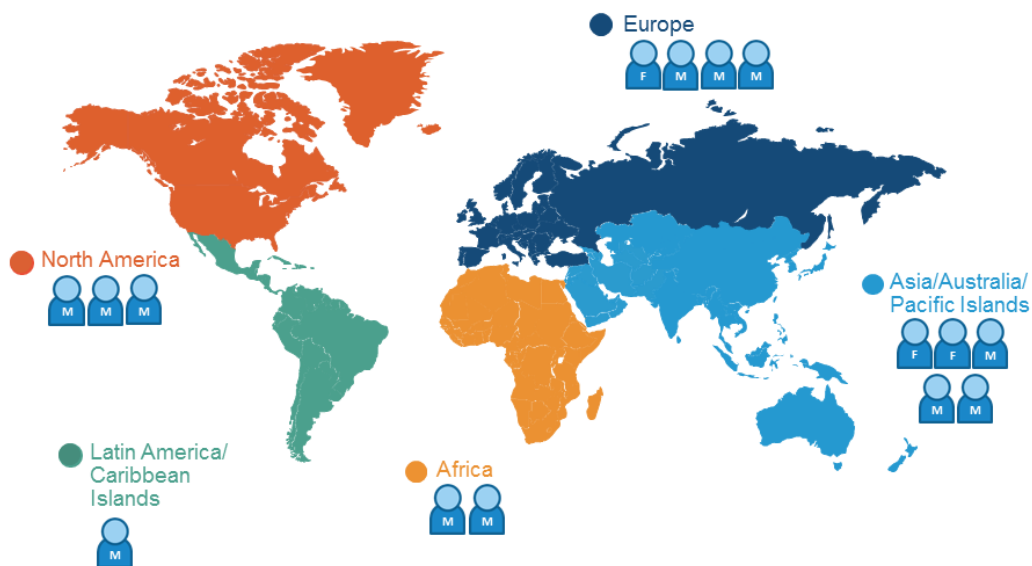 Europe
F M M M
North America
M M M
Asia/Australia/
Pacific Islands
F F M
M M
Latin America/
Caribbean
Islands
M
Africa
M M